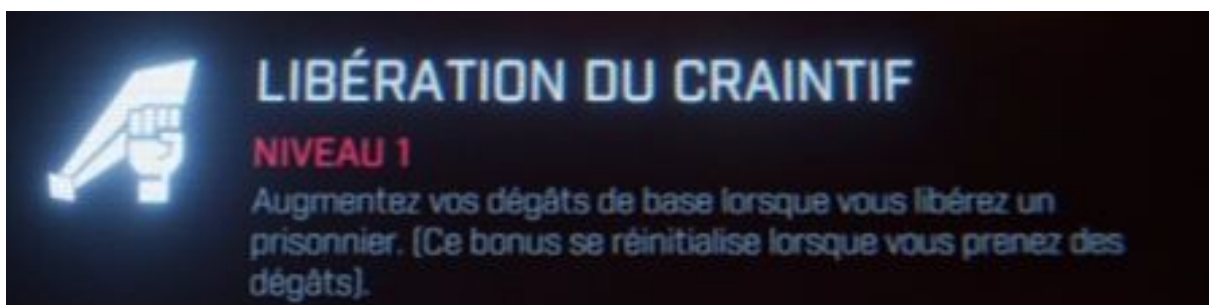 LIBÉRATION DU CRAINTIF
NIVEAU 1
Augmentez vos dégâts de base lorsque vous libérez un
prisonnier. (Ce bonus se réinitialise lorsque vous prenez des
dégâts).